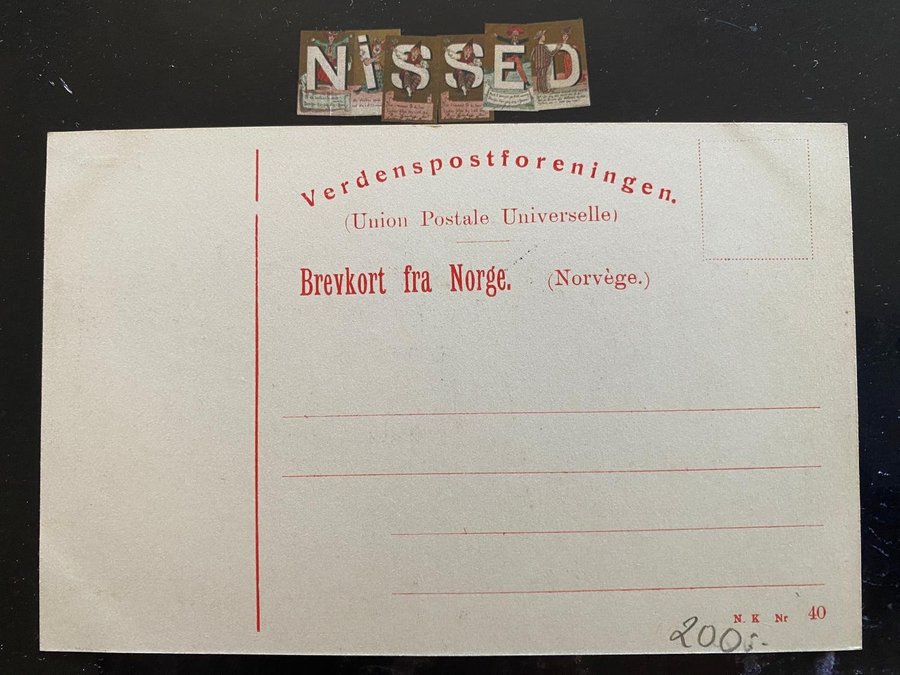 NiSSED
Verdenspostforeningen.
(Union Postale Universelle)
Brevkort fra Norge. (Norvège.)
N. K Nr 40
200,-